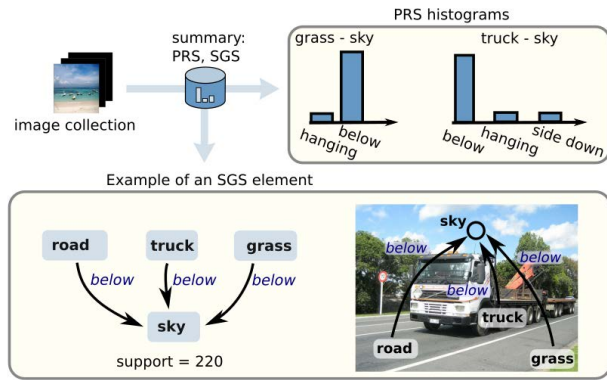 PRS histograms
summary:
PRS, SGS
image collection
grass - sky
hanging
below
truck - sky
below
hanging
side down
Example of an SGS element
road
truck
grass
below
below
below
sky
support = 220
sky
below
below
below
truck
road
grass